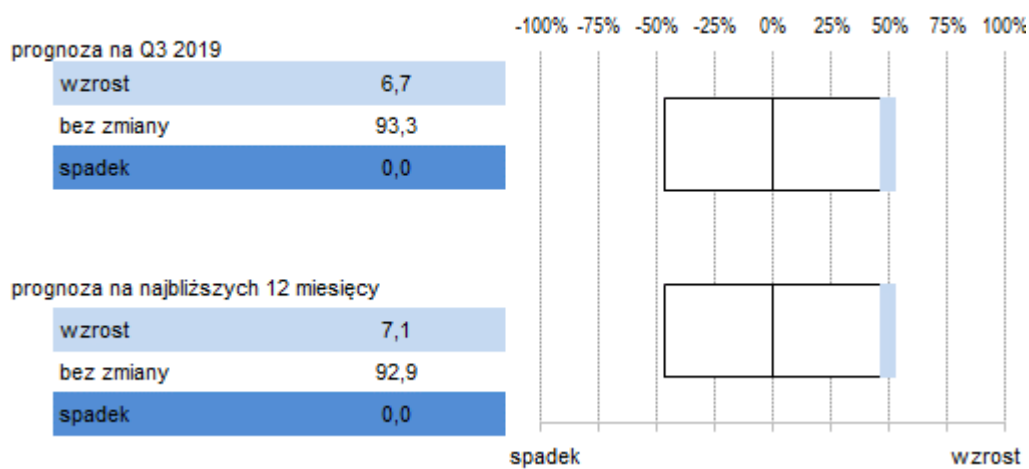 -100% -75% -50% -25% 0% 25% 50% 75% 100%
prognoza na Q3 2019
wzrost 6,7
bez zmiany 93,3
spadek 0,0
prognoza na najbliższych 12 miesięcy
wzrost 7,1
bez zmiany 92,9
spadek 0,0
spadek wzrost